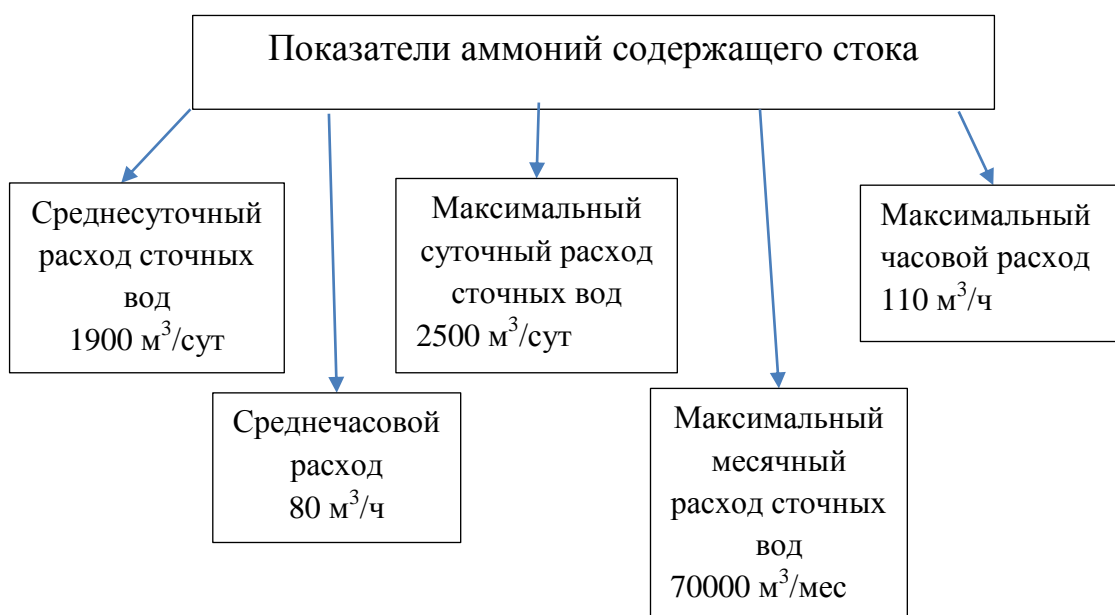 Показатели аммоний содержащего стока
Среднесуточный
расход сточных
вод
1900 м³/сут
Среднечасовой
расход
80 м³/ч
Максимальный
суточный расход
сточных вод
2500 м³/сут
Максимальный
месячный
расход сточных
вод
70000 м³/мес
Максимальный
часовой расход
110 м³/ч